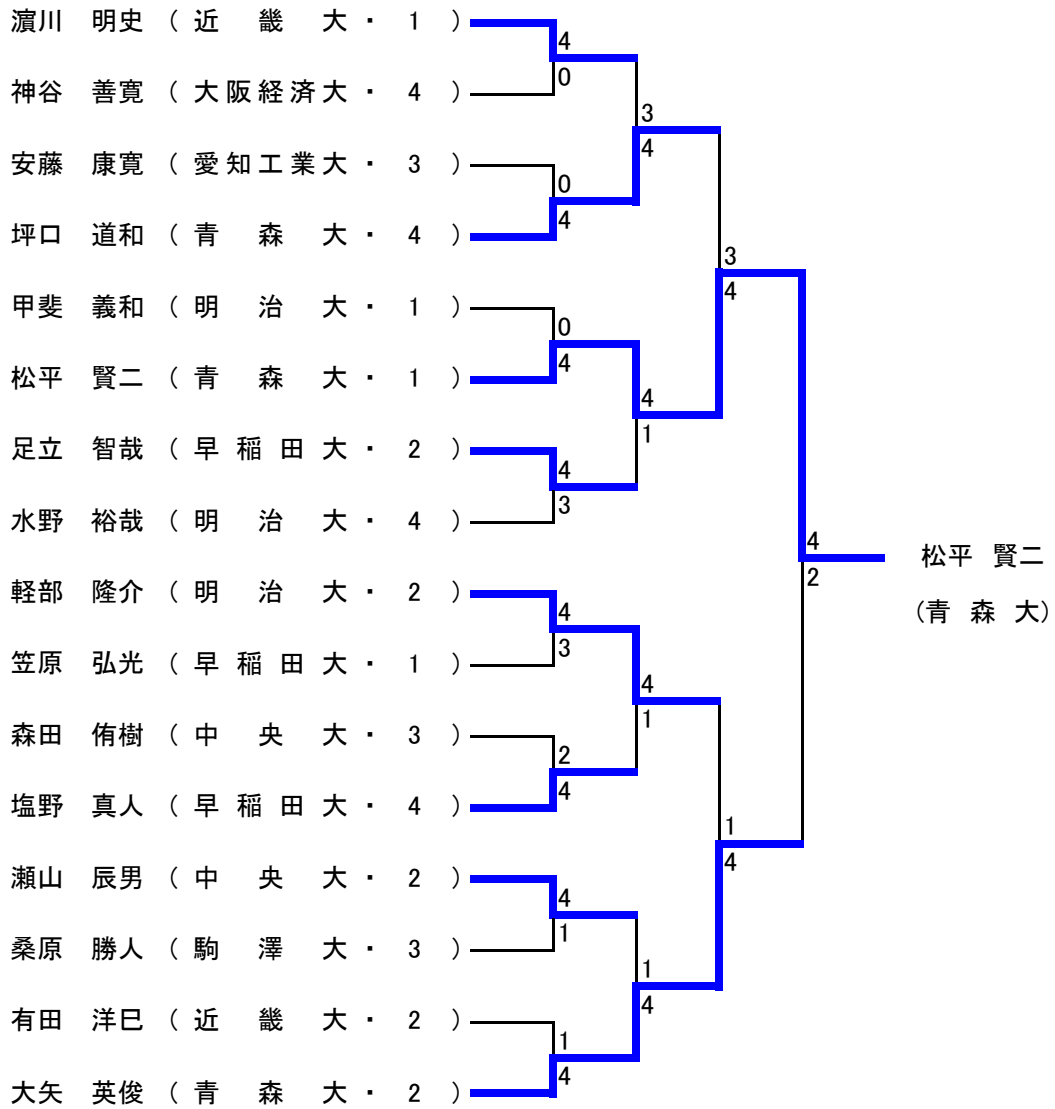 濵川 明史 ( 近 畿 大 ・ 1 )
4
0
神谷 善寛 ( 大阪経済大 ・ 4 )
3
4
安藤 康寛 ( 愛知工業大 ・ 3 )
0
4
坪口 道和 ( 青 森 大 ・ 4 )
3
4
甲斐 義和 ( 明 治 大 ・ 1 )
0
4
松平 賢二 ( 青 森 大 ・ 1 )
4
1
足立 智哉 ( 早 稲 田 大 ・ 2 )
4
3
水野 裕哉 ( 明 治 大 ・ 4 )
4
2
松平 賢二
(青 森 大)
軽部 隆介 ( 明 治 大 ・ 2 )
4
3
笠原 弘光 ( 早 稲 田 大 ・ 1 )
4
1
森田 侑樹 ( 中 央 大 ・ 3 )
2
4
塩野 真人 ( 早 稲 田 大 ・ 4 )
1
4
瀬山 辰男 ( 中 央 大 ・ 2 )
4
1
桑原 勝人 ( 駒 澤 大 ・ 3 )
1
4
有田 洋巳 ( 近 畿 大 ・ 2 )
1
4
大矢 英俊 ( 青 森 大 ・ 2 )